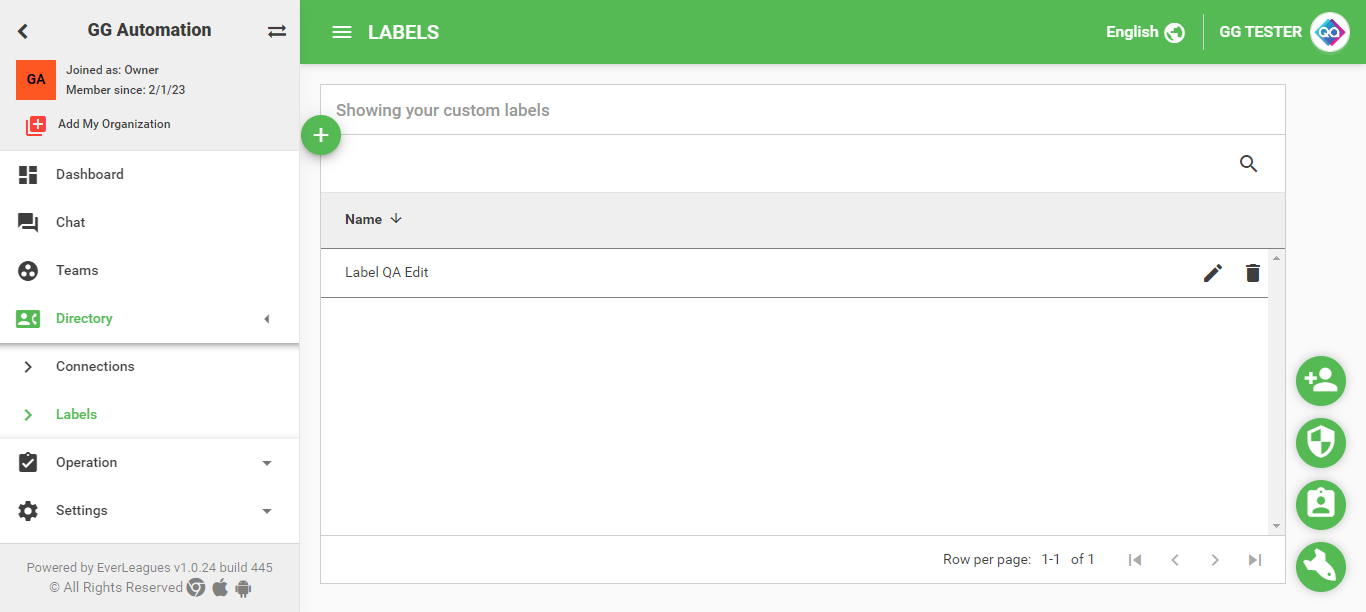 GG Automation
GA
Joined as: Owner
Member since: 2/1/23
Add My Organization
Dashboard
Chat
Teams
Directory
Connections
Labels
Operation
Settings
Powered by EverLeagues v1.0.24 build 445
© All Rights Reserved
LABELS
English
GG TESTER
QA
Showing your custom labels
Name
Label QA Edit
Row per page: 1-1 of 1